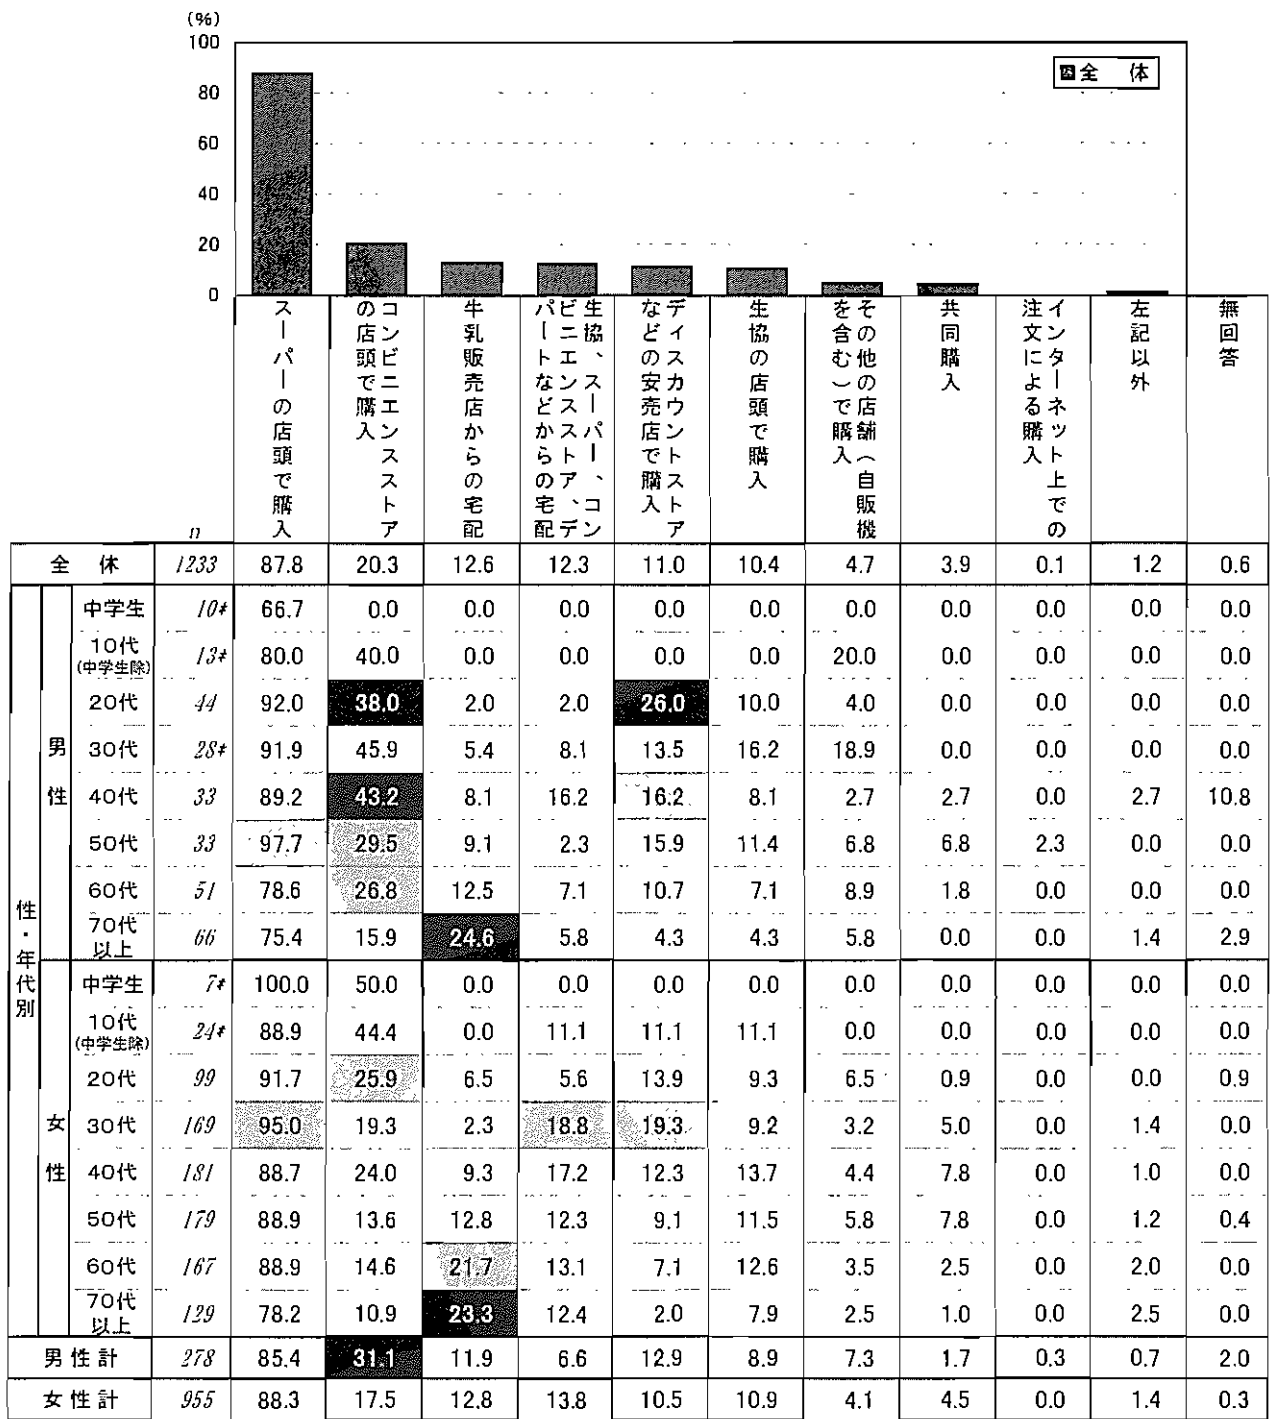 (%)
100
80
60
40
20
0
全 体
スーパーの店頭で購入
コンビニエンスストア
の店頭で購入
牛乳販売店からの宅配
生協、スーパー、コン
ビニエンスストア、デ
パートなどからの宅配
ディスカウントストア
などの安売店で購入
生協の店頭で購入
その他の店舗(自販機
を含む)で購入
共同購入
インターネット上での
注文による購入
左記以外
無回答
n
全 体 1233 87.8 20.3 12.6 12.3 11.0 10.4 4.7 3.9 0.1 1.2 0.6
性・年代別
男性
中学生 10* 66.7 0.0 0.0 0.0 0.0 0.0 0.0 0.0 0.0 0.0 0.0
10代
(中学生除) 13* 80.0 40.0 0.0 0.0 0.0 0.0 20.0 0.0 0.0 0.0 0.0
20代 44 92.0 38.0 2.0 2.0 26.0 10.0 4.0 0.0 0.0 0.0 0.0
30代 28* 91.9 45.9 5.4 8.1 13.5 16.2 18.9 0.0 0.0 0.0 0.0
40代 33 89.2 43.2 8.1 16.2 16.2 8.1 2.7 2.7 0.0 2.7 10.8
50代 33 97.7 29.5 9.1 2.3 15.9 11.4 6.8 6.8 2.3 0.0 0.0
60代 51 78.6 26.8 12.5 7.1 10.7 7.1 8.9 1.8 0.0 0.0 0.0
70代
以上 66 75.4 15.9 24.6 5.8 4.3 4.3 5.8 0.0 0.0 1.4 2.9
女性
中学生 7* 100.0 50.0 0.0 0.0 0.0 0.0 0.0 0.0 0.0 0.0 0.0
10代
(中学生除) 24* 88.9 44.4 0.0 11.1 11.1 11.1 0.0 0.0 0.0 0.0 0.0
20代 99 91.7 25.9 6.5 5.6 13.9 9.3 6.5 0.9 0.0 0.0 0.9
30代 169 95.0 19.3 2.3 18.8 19.3 9.2 3.2 5.0 0.0 1.4 0.0
40代 181 88.7 24.0 9.3 17.2 12.3 13.7 4.4 7.8 0.0 1.0 0.0
50代 179 88.9 13.6 12.8 12.3 9.1 11.5 5.8 7.8 0.0 1.2 0.4
60代 167 88.9 14.6 21.7 13.1 7.1 12.6 3.5 2.5 0.0 2.0 0.0
70代
以上 129 78.2 10.9 23.3 12.4 2.0 7.9 2.5 1.0 0.0 2.5 0.0
男性計 278 85.4 31.1 11.9 6.6 12.9 8.9 7.3 1.7 0.3 0.7 2.0
女性計 955 88.3 17.5 12.8 13.8 10.5 10.9 4.1 4.5 0.0 1.4 0.3